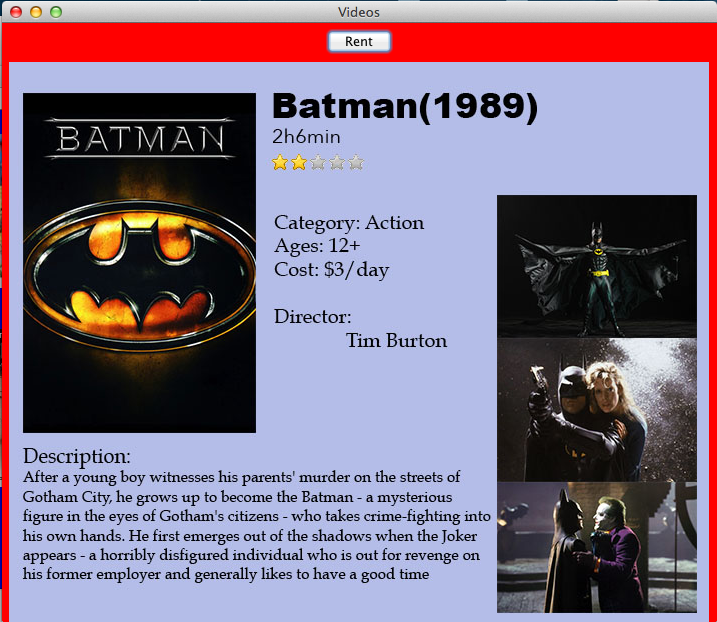 Videos
Rent
BATMAN
Batman(1989)
2h6min
Category: Action
Ages: 12+
Cost: $3/day
Director:
Tim Burton
Description:
After a young boy witnesses his parents' murder on the streets of
Gotham City, he grows up to become the Batman - a mysterious
figure in the eyes of Gotham's citizens - who takes crime-fighting into
his own hands. He first emerges out of the shadows when the Joker
appears - a horribly disfigured individual who is out for revenge on
his former employer and generally likes to have a good time